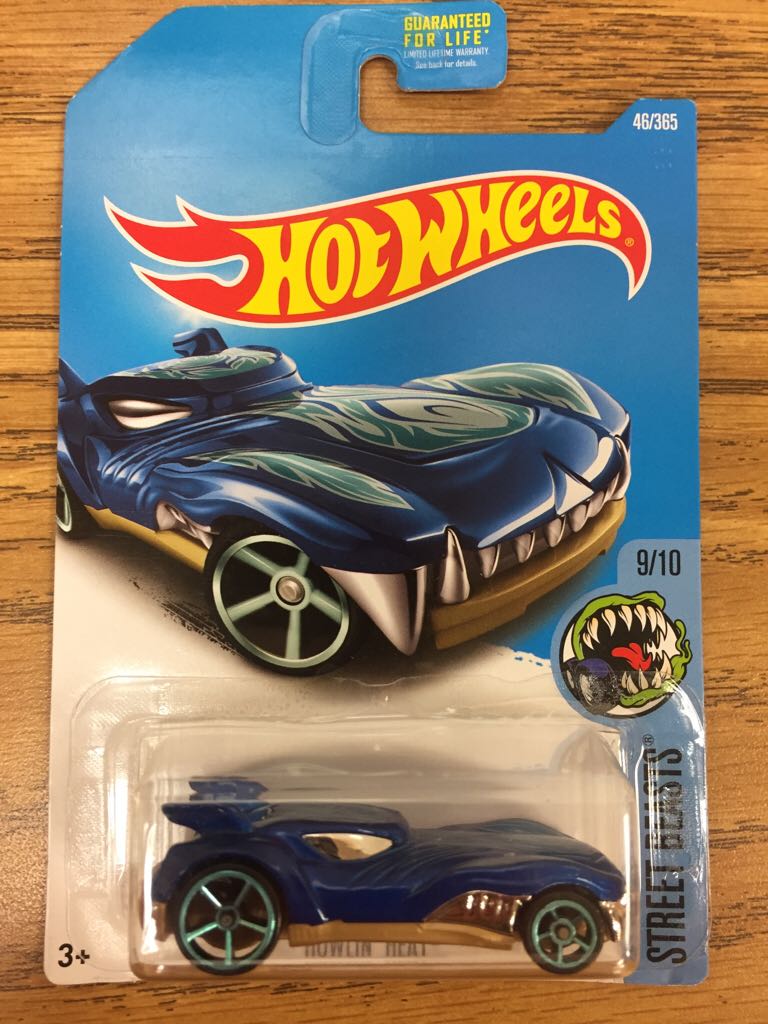 GUARANTEED
FOR LIFE*
LIMITED LIFETIME WARRANTY.
See back for details.
46/365
HOT WHEELS®
9/10
STREET BEASTS®
HOWLIN' HEAT
3+